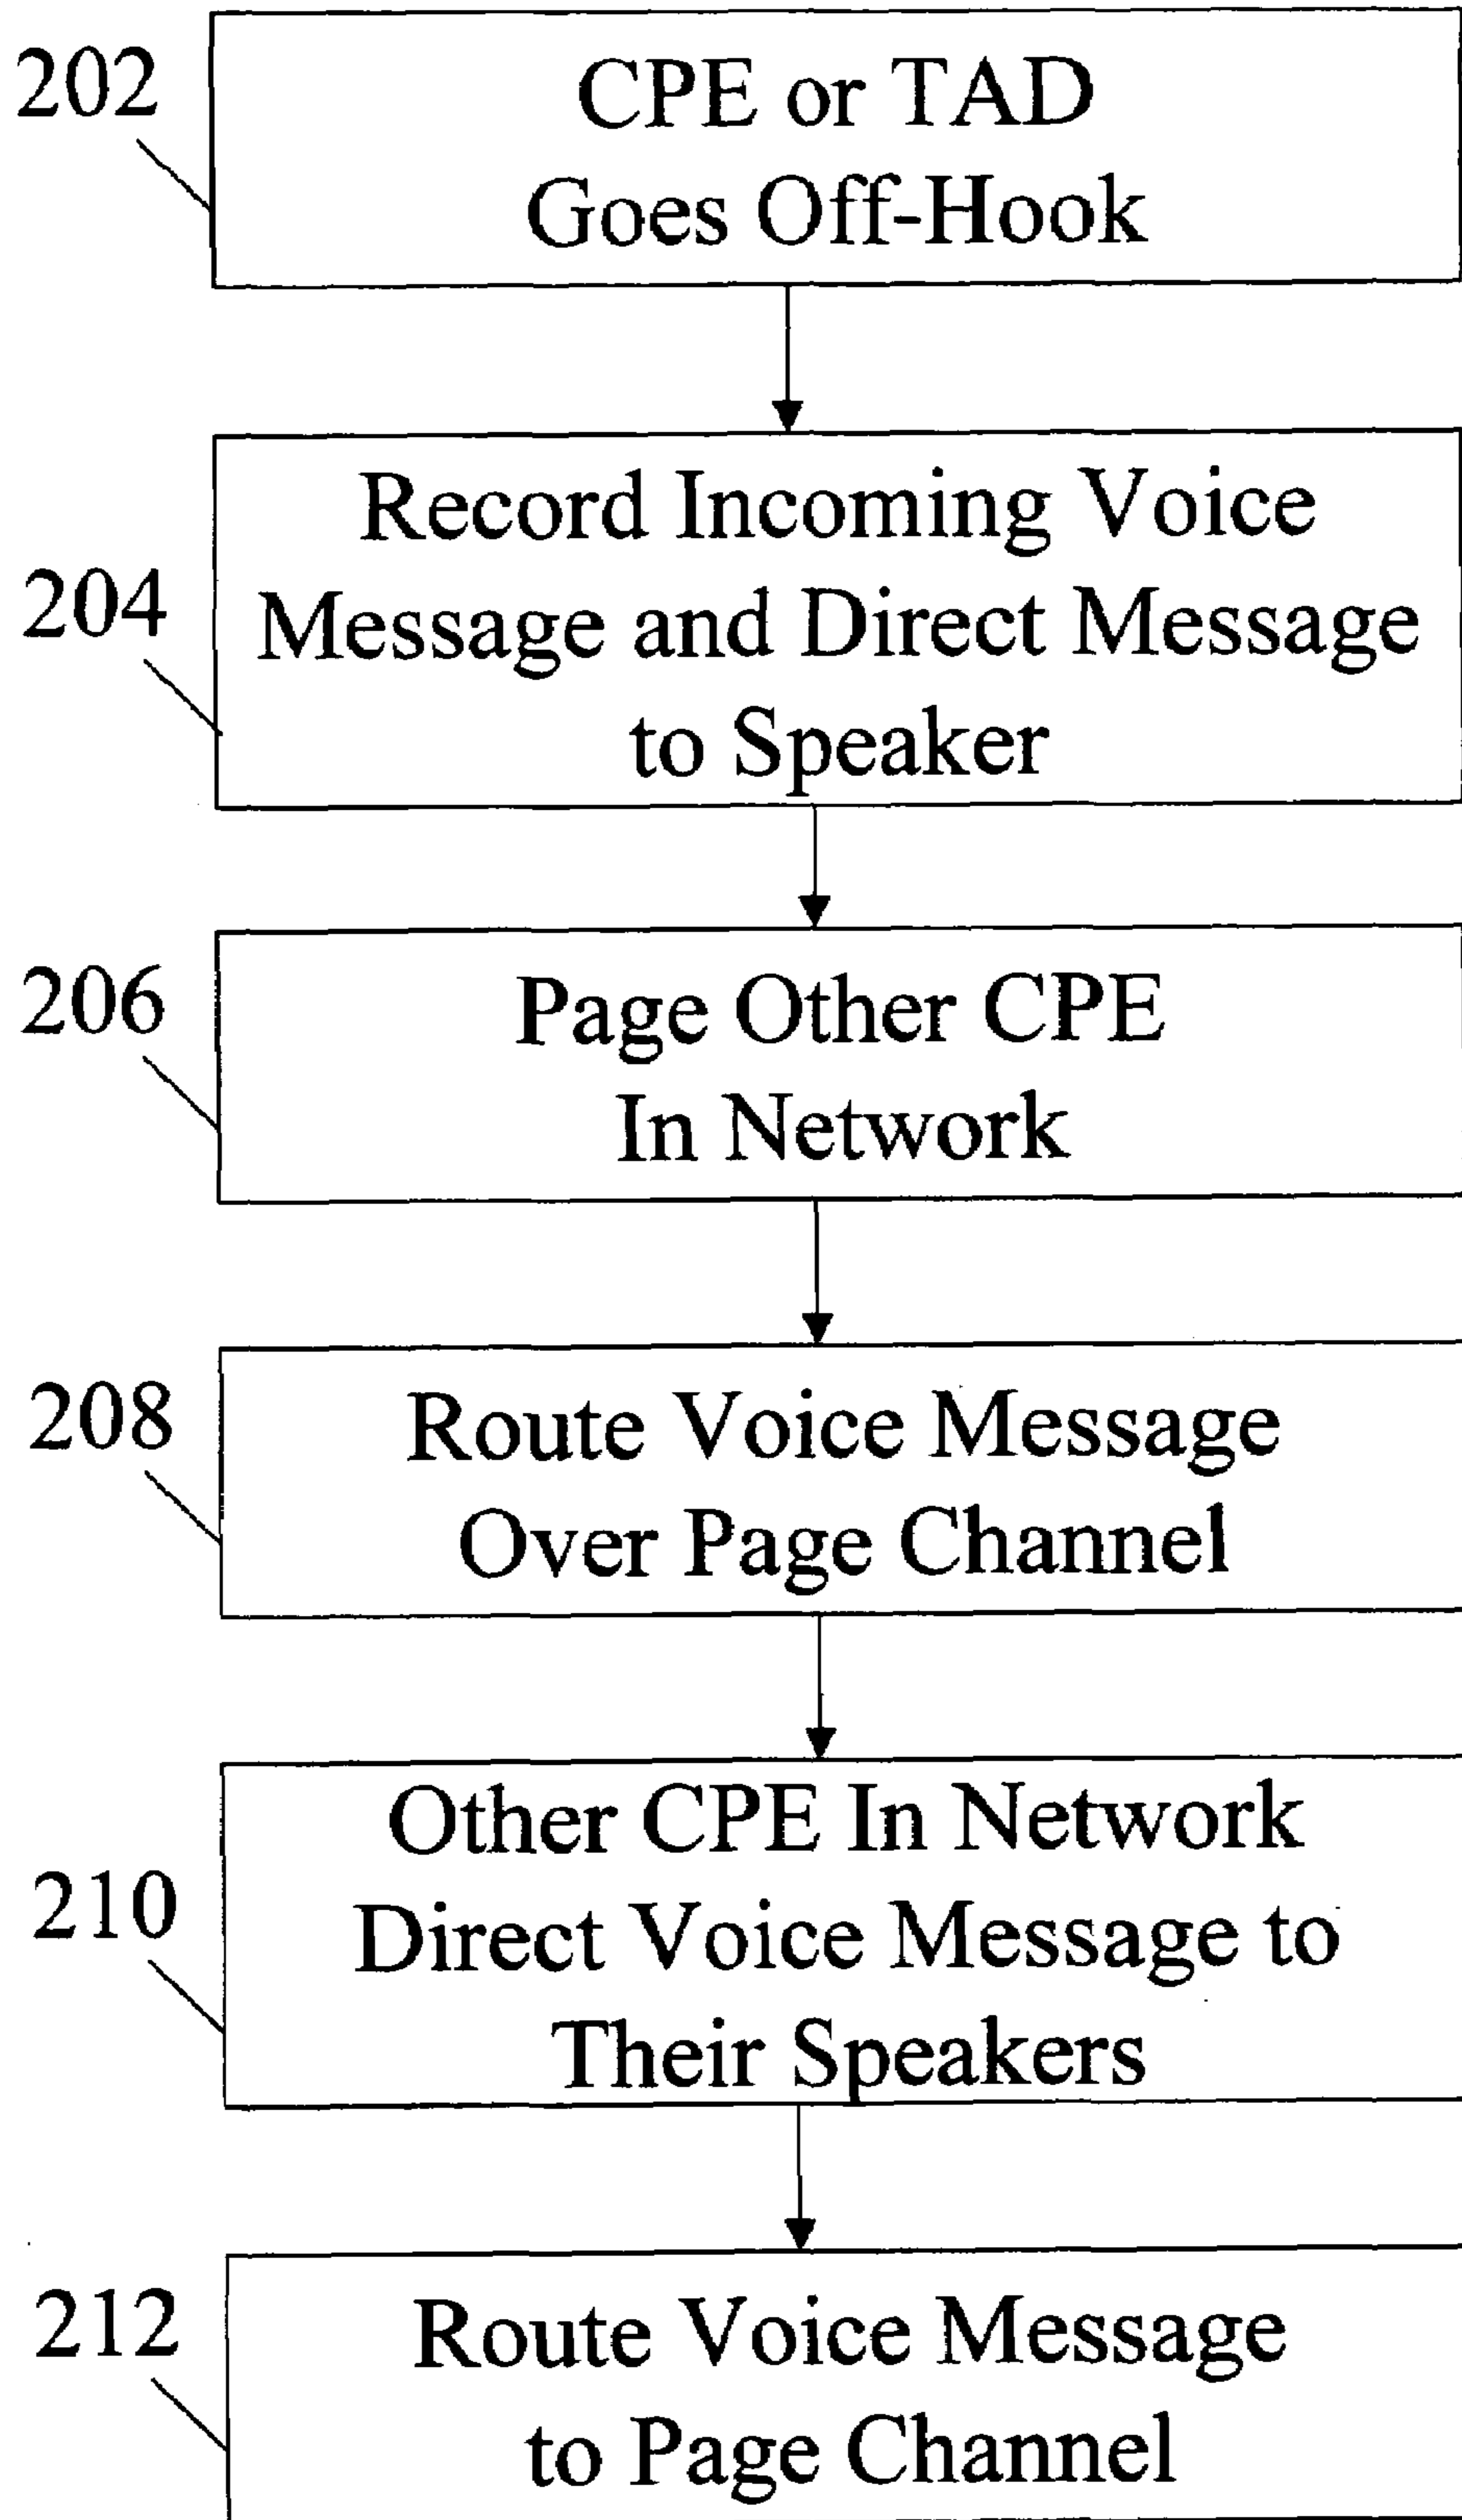 202
CPE or TAD
Goes Off-Hook
204
Record Incoming Voice
Message and Direct Message
to Speaker
206
Page Other CPE
In Network
208
Route Voice Message
Over Page Channel
210
Other CPE In Network
Direct Voice Message to
Their Speakers
212
Route Voice Message
to Page Channel